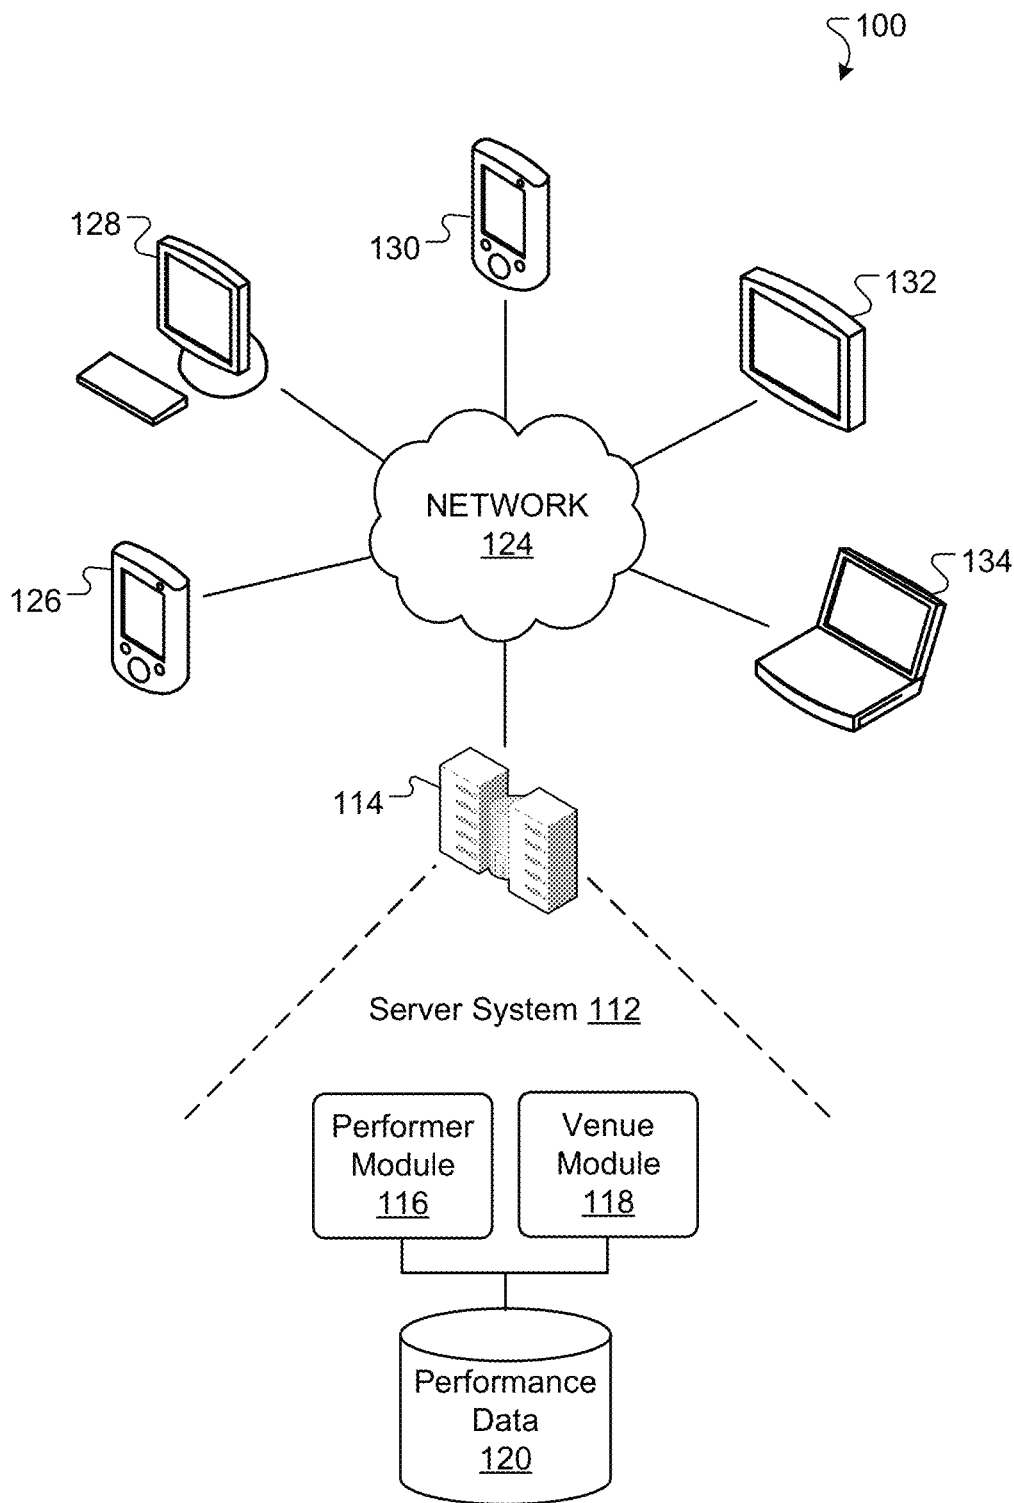 100
128
130
132
NETWORK
124
126
134
114
Server System 112
Performer
Module
116
Venue
Module
118
Performance
Data
120